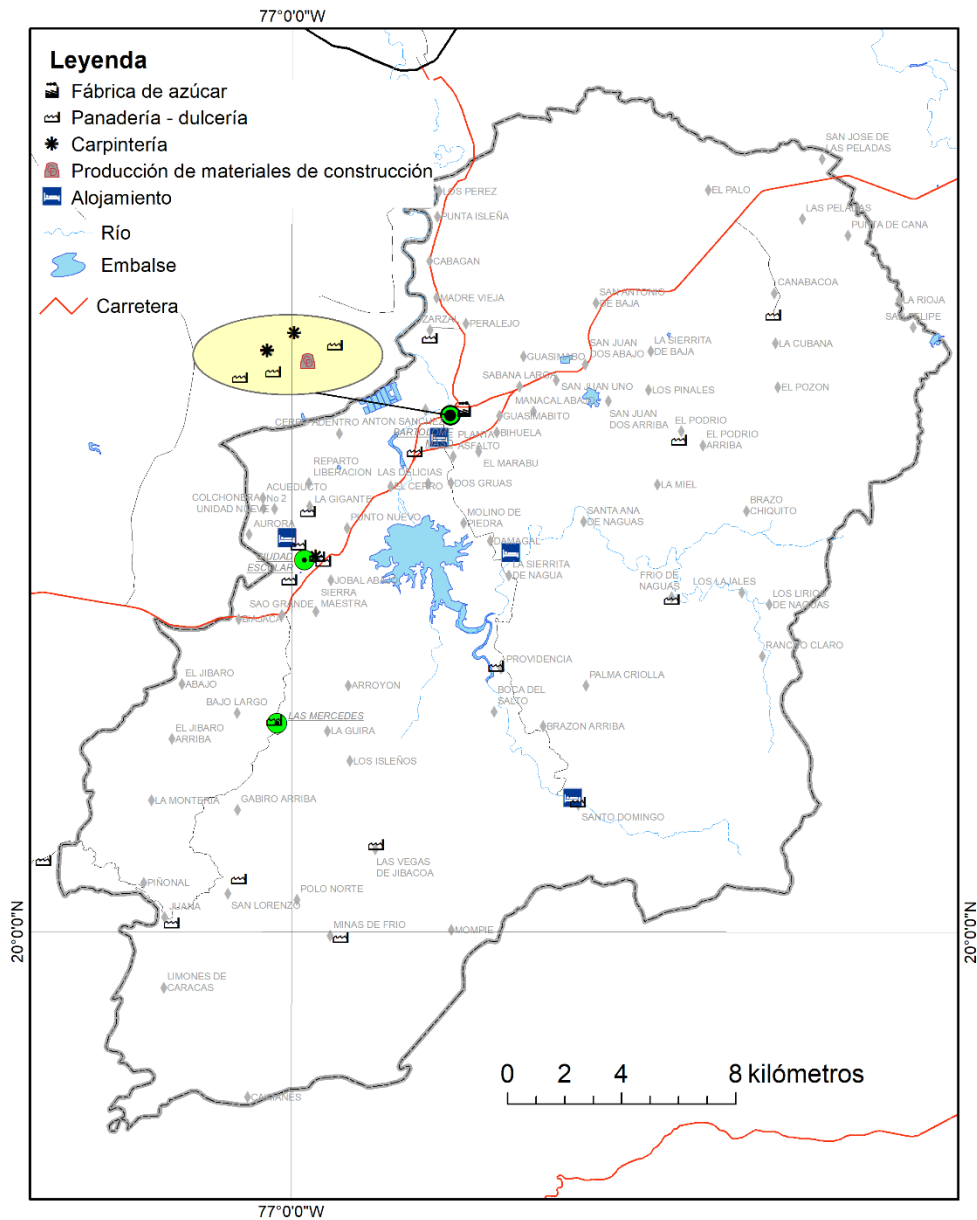 77°0'0"W
Leyenda
Fábrica de azúcar
Panadería - dulcería
Carpintería
Producción de materiales de construcción
Alojamiento
Río
Embalse
Carretera
SAN JOSE DE
LAS PELADAS
LOS PEREZ
EL PALO
PUNTA ISLEÑA
LAS PELADAS
PUNTA DE CANA
CABAGAN
CANABACOA
MADRE VIEJA
SAN ANTONIO
DE BAJA
LA RIOJA
SAN FELIPE
ZARZAL
PERALEJO
SAN JUAN
DOS ABAJO
LA SIERRITA
DE BAJA
LA CUBANA
GUASIMABO
SABANA LARGA
SAN JUAN UNO
LOS PINALES
EL POZON
MANACALABAJO
SAN JUAN
DOS ARRIBA
GUASIMABITO
CERRO ADENTRO
ANTON SANCHEZ
BARTOLOME
PLANTA
ASFALTO
BIHUELA
EL PODRIO
EL PODRIO
ARRIBA
EL MARABU
REPARTO
LIBERACION
LAS DELICIAS
EL CERRO
DOS GRUAS
LA MIEL
ACUEDUCTO
COLCHONERA
No 2
UNIDAD NUEVE
LA GIGANTE
MOLINO DE
PIEDRA
SANTA ANA
DE NAGUAS
BRAZO
CHIQUITO
AURORA
PUNTO NUEVO
DAMAGAL
CIUDAD
ESCOLAR
LA SIERRITA
DE NAGUA
JOBAL ABAJO
FRIO DE
NAGUAS
LOS LAJALES
LOS LIRIOS
DE NAGUAS
SIERRA
MAESTRA
SAO GRANDE
BAJACA
RANCHO CLARO
PROVIDENCIA
EL JIBARO
ABAJO
ARROYON
PALMA CRIOLLA
BOCA DEL
SALTO
BAJO LARGO
LAS MERCEDES
EL JIBARO
ARRIBA
LA GUIRA
BRAZON ARRIBA
LOS ISLEÑOS
LA MONTERIA
GABIRO ARRIBA
SANTO DOMINGO
LAS VEGAS
DE JIBACOA
PIÑONAL
SAN LORENZO
POLO NORTE
JUANA
MINAS DE FRIO
MOMPIE
20°0'0"N
20°0'0"N
LIMONES DE
CARACAS
0 2 4 8 kilómetros
CAIMANES
77°0'0"W